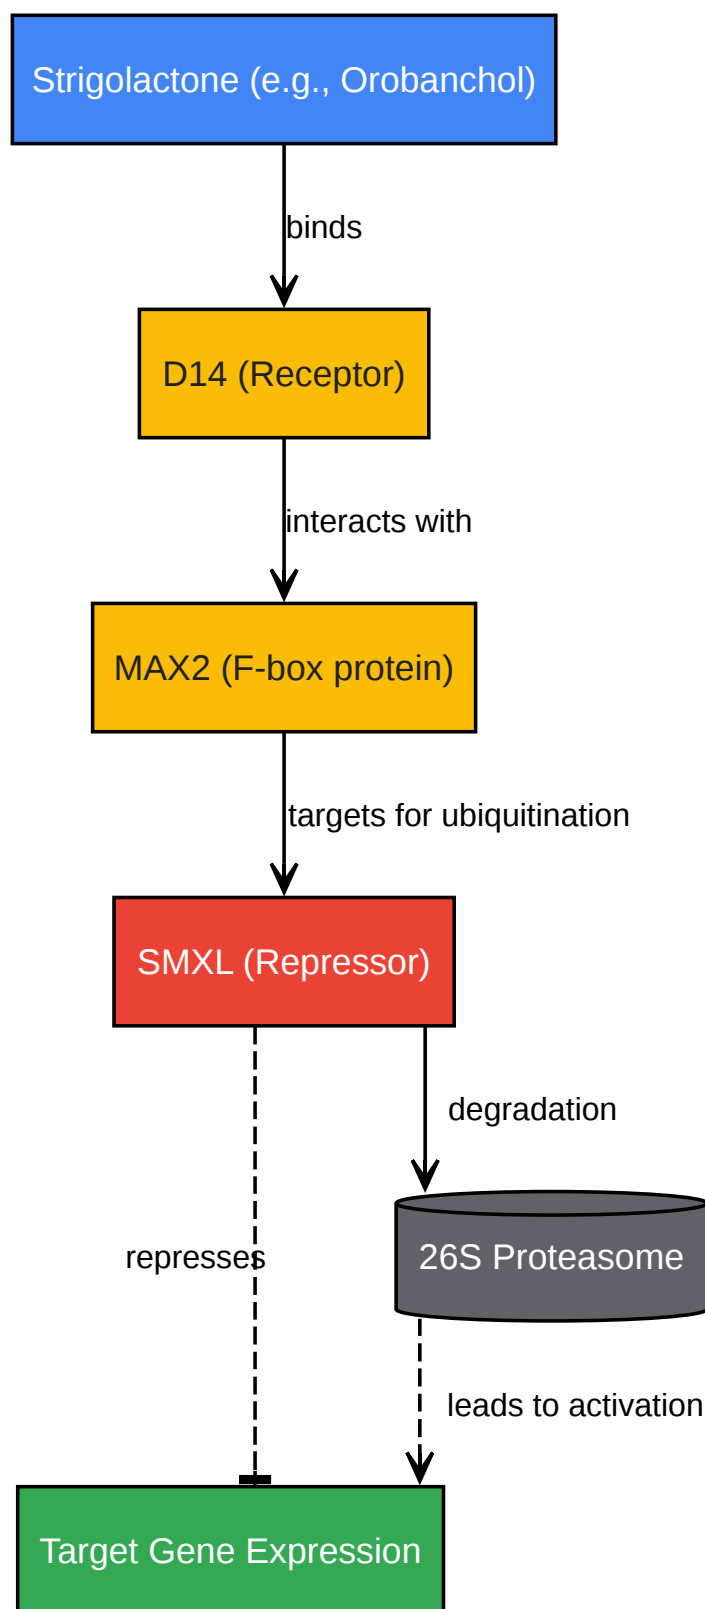 Strigolactone (e.g., Orobanchol)
binds
D14 (Receptor)
interacts with
MAX2 (F-box protein)
targets for ubiquitination
SMXL (Repressor)
degradation
represses
26S Proteasome
leads to activation
Target Gene Expression